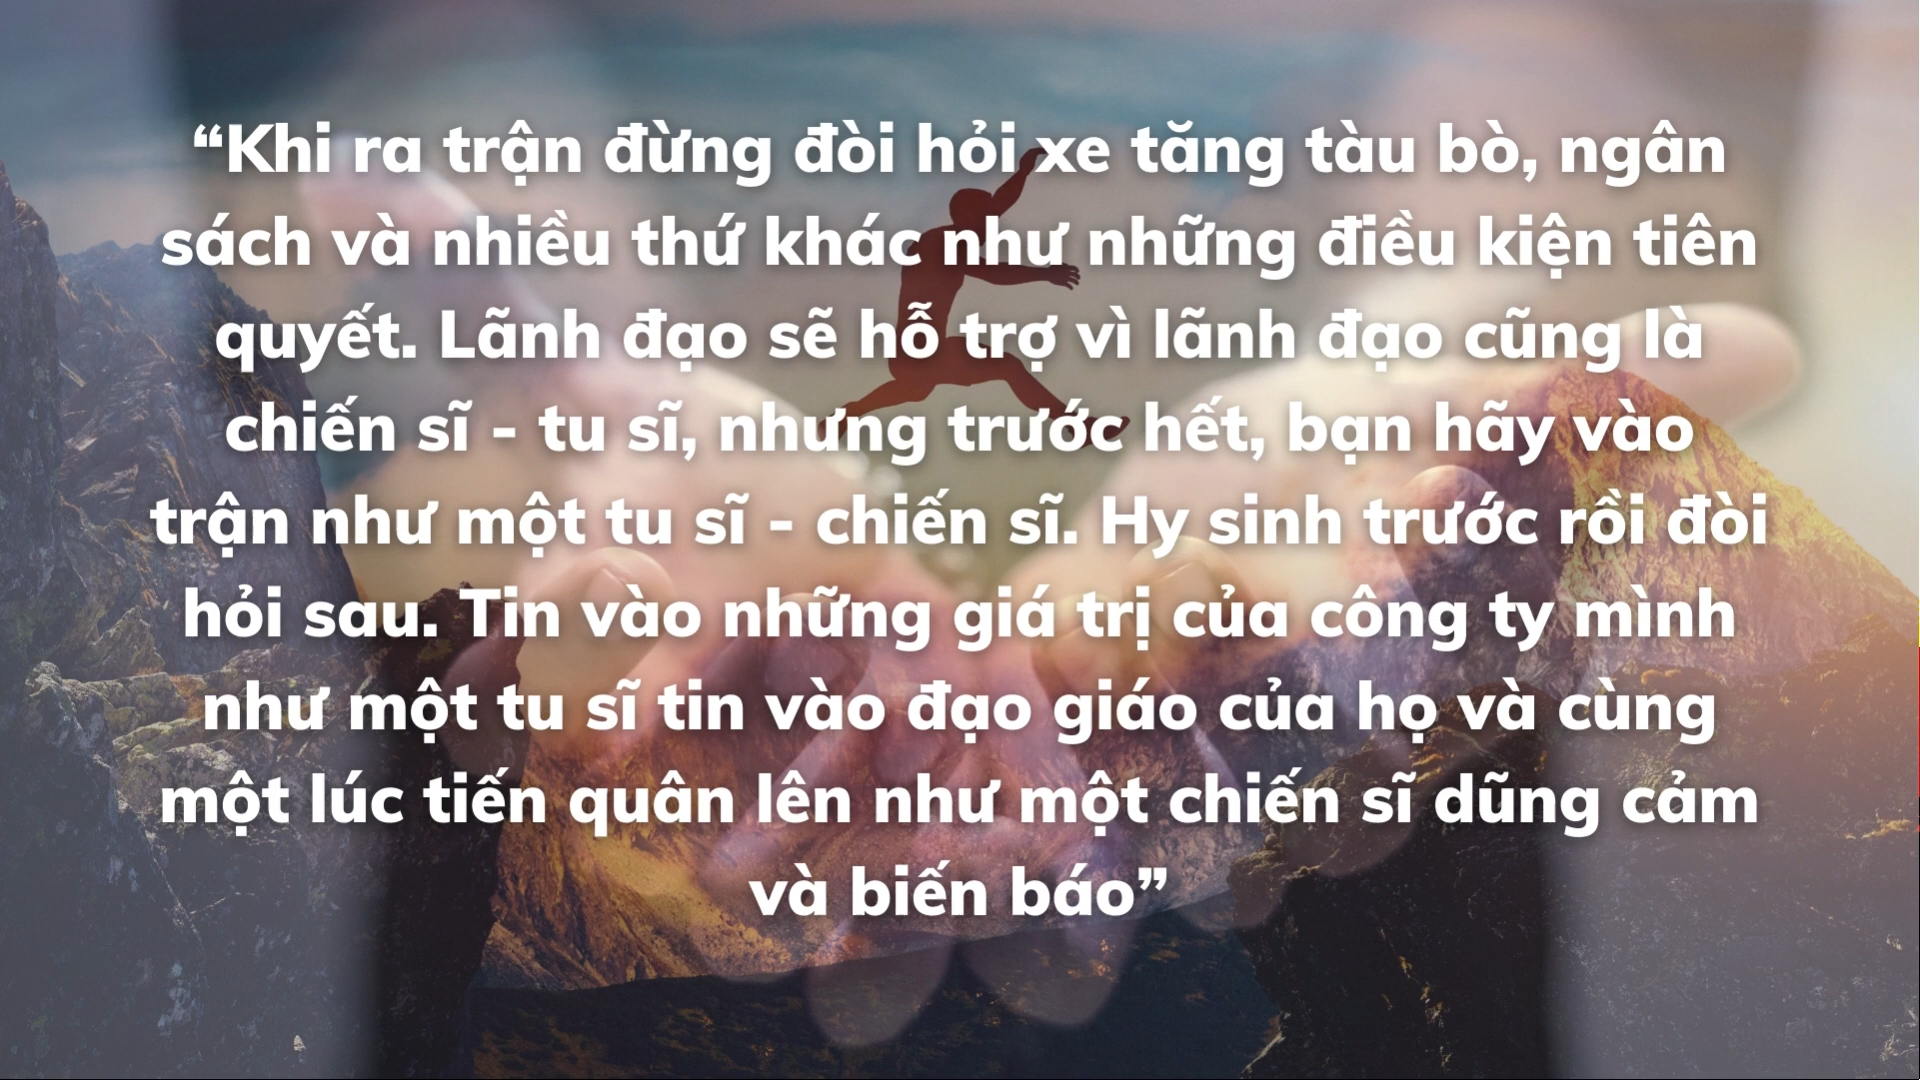 “Khi ra trận đừng đòi hỏi xe tăng tàu bò, ngân
sách và nhiều thứ khác như những điều kiện tiên
quyết. Lãnh đạo sẽ hỗ trợ vì lãnh đạo cũng là
chiến sĩ - tu sĩ, nhưng trước hết, bạn hãy vào
trận như một tu sĩ - chiến sĩ. Hy sinh trước rồi đòi
hỏi sau. Tin vào những giá trị của công ty mình
như một tu sĩ tin vào đạo giáo của họ và cùng
một lúc tiến quân lên như một chiến sĩ dũng cảm
và biến báo”